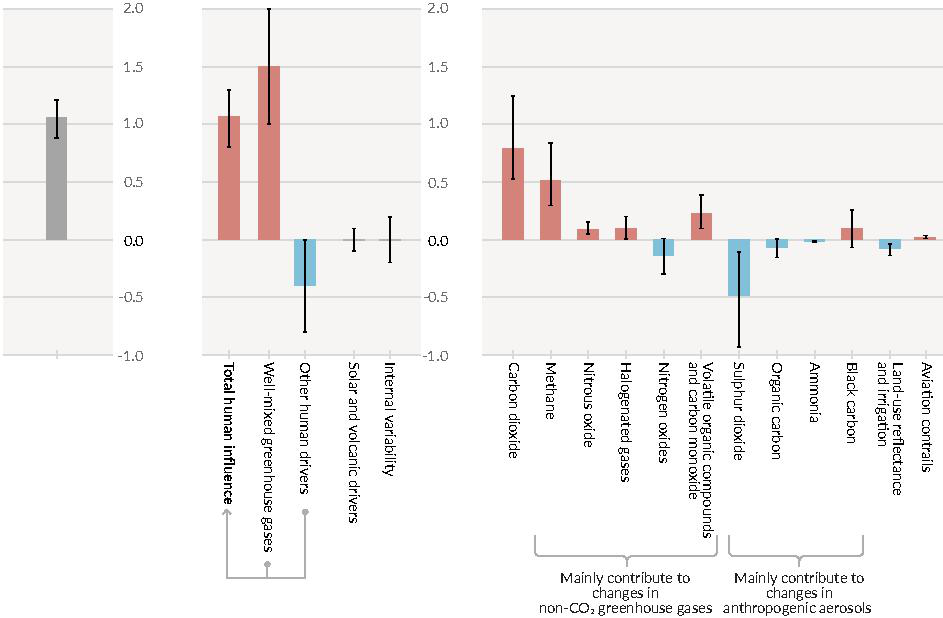 2.0
1.5
1.0
0.5
0.0
-0.5
-1.0
2.0
1.5
1.0
0.5
0.0
-0.5
-1.0
Total human influence
Well-mixed greenhouse gases
Other human drivers
Solar and volcanic drivers
Internal variability
Carbon dioxide
Methane
Nitrous oxide
Halogenated gases
Nitrogen oxides
Volatile organic compounds
and carbon monoxide
Sulphur dioxide
Organic carbon
Ammonia
Black carbon
Land-use reflectance
and irrigation
Aviation contrails
Mainly contribute to
changes in
non-CO₂ greenhouse gases
Mainly contribute to
changes in
anthropogenic aerosols